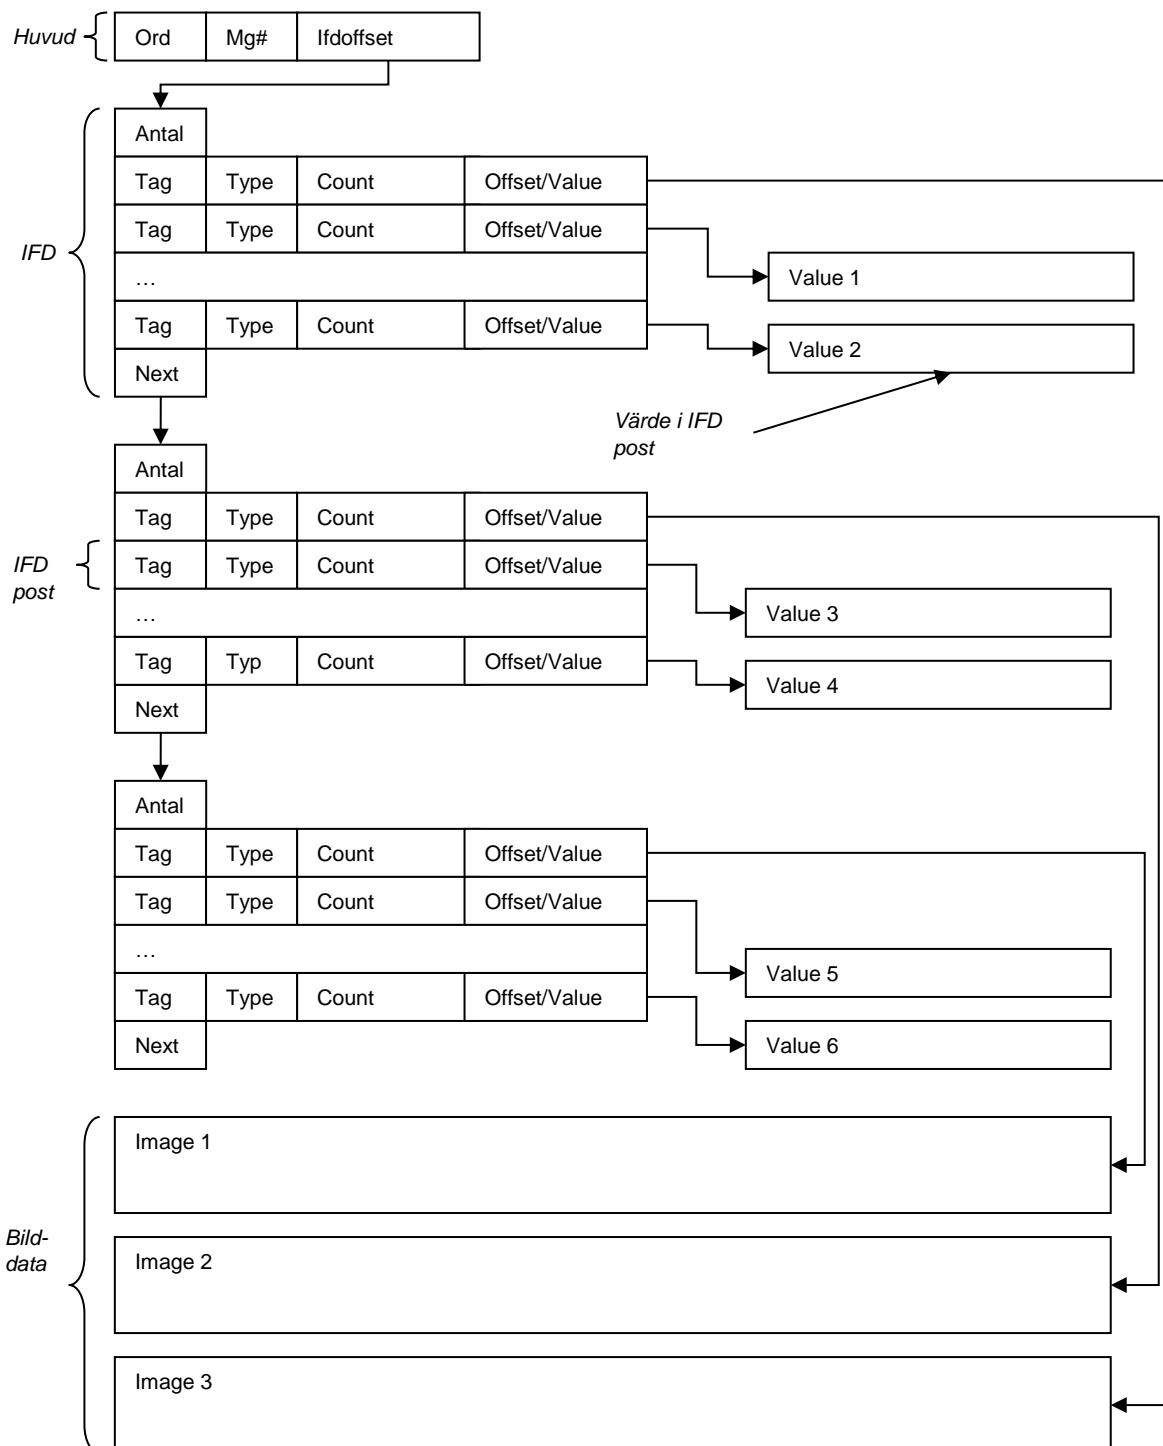 Huvud
Ord Mg# Ifdoffset
Antal
Tag Type Count Offset/Value
Tag Type Count Offset/Value
IFD
Value 1
…
Tag Type Count Offset/Value
Value 2
Next
Värde i IFD
post
Antal
Tag Type Count Offset/Value
IFD
post
Tag Type Count Offset/Value
Value 3
…
Tag Typ Count Offset/Value
Value 4
Next
Antal
Tag Type Count Offset/Value
Tag Type Count Offset/Value
…
Value 5
Tag Type Count Offset/Value
Next
Value 6
Image 1
Bild-
data
Image 2
Image 3